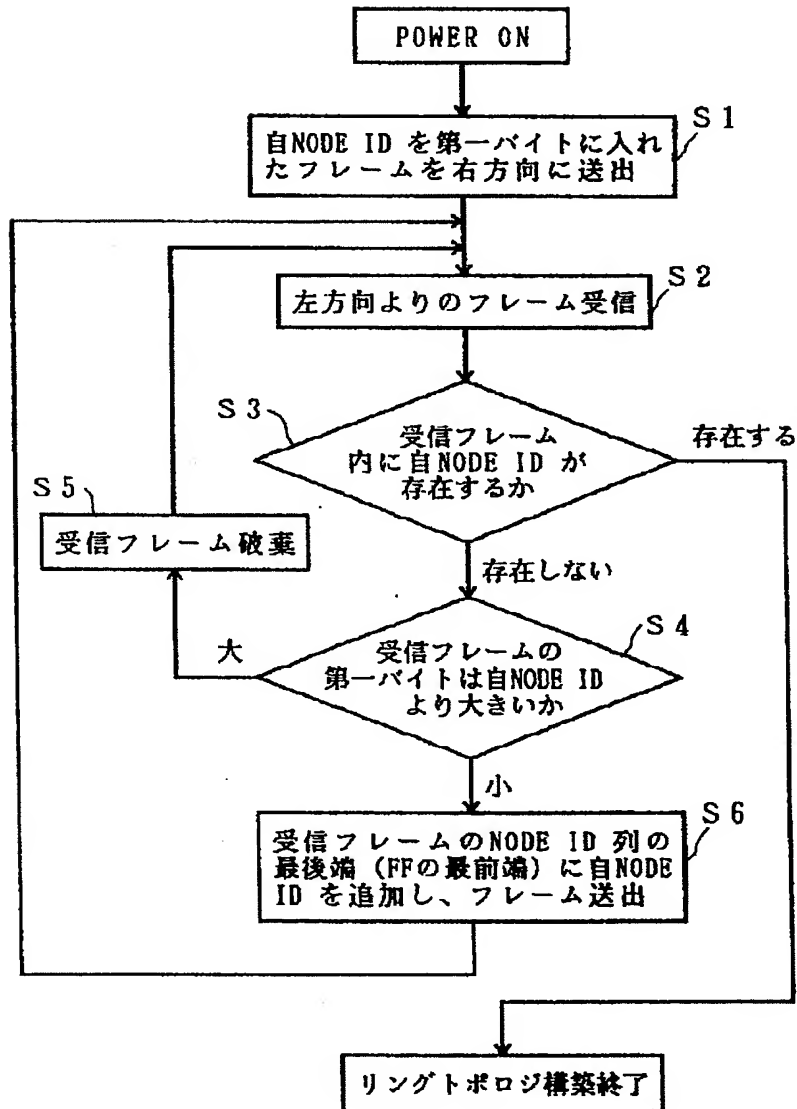 POWER ON
S1
自NODE ID を第一バイトに入れ
たフレームを右方向に送出
S2
左方向よりのフレーム受信
S3
受信フレーム
内に自NODE ID が
存在するか
存在する
S5
受信フレーム破棄
存在しない
S4
大
受信フレームの
第一バイトは自NODE ID
より大きいか
小
S6
受信フレームのNODE ID 列の
最後端（FFの最前端）に自NODE
ID を追加し、フレーム送出
リングトポロジ構築終了